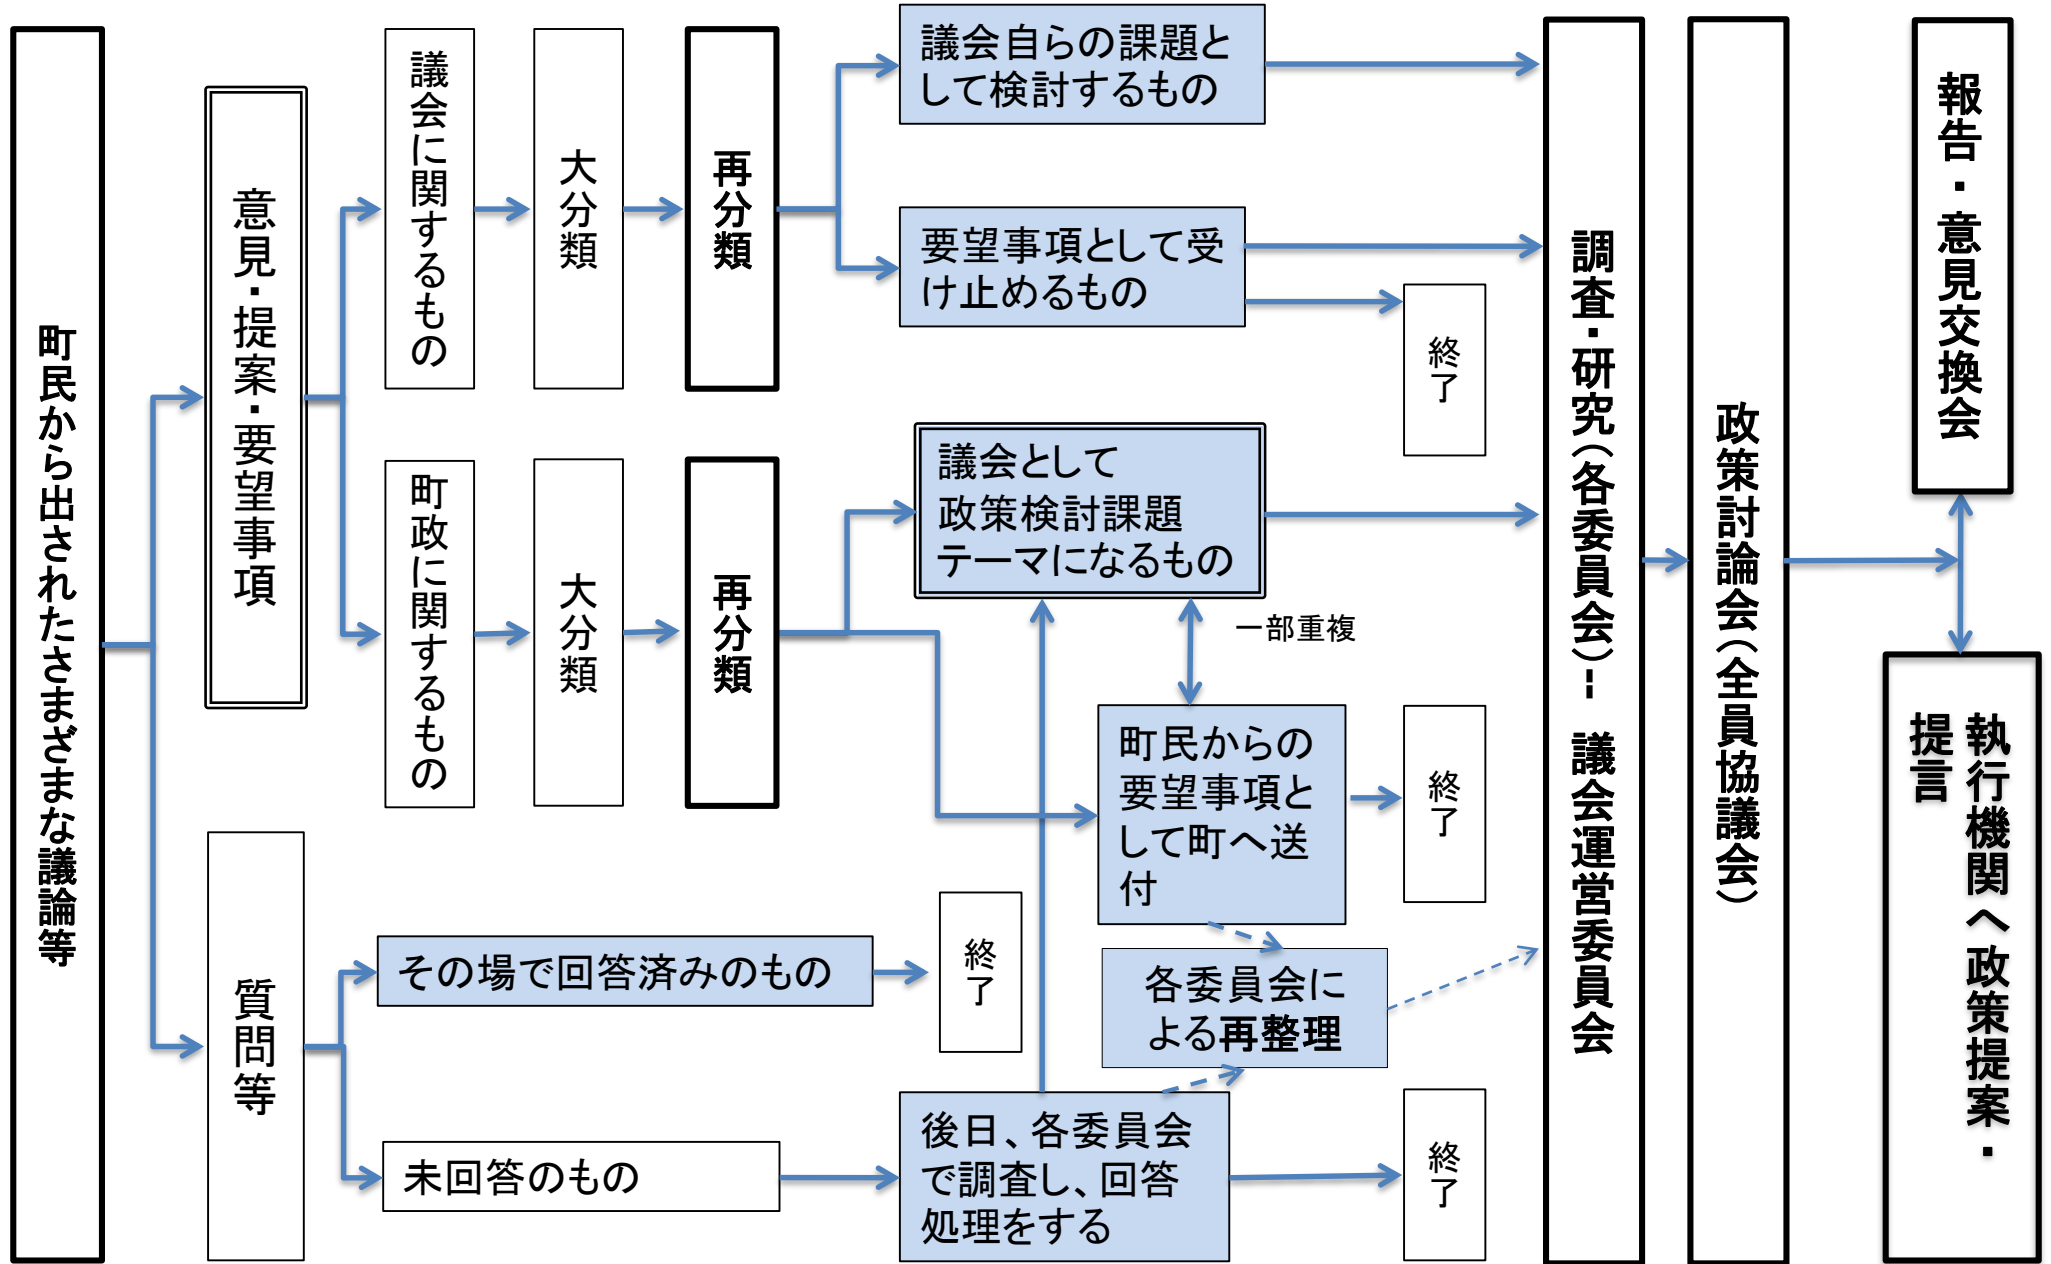 町民から出されたさまざまな議論等
意見・提案・要望事項
質問等
議会に関するもの
大分類
再分類
議会自らの課題と
して検討するもの
要望事項として受
け止めるもの
終了
町政に関するもの
大分類
再分類
議会として
政策検討課題
テーマになるもの
一部重複
町民からの
要望事項と
して町へ送
付
終了
その場で回答済みのもの
終了
各委員会に
よる再整理
未回答のもの
後日、各委員会
で調査し、回答
処理をする
終了
調査・研究（各委員会）-- 議会運営委員会
政策討論会（全員協議会）
報告・意見交換会
執行機関へ政策提案・
提言